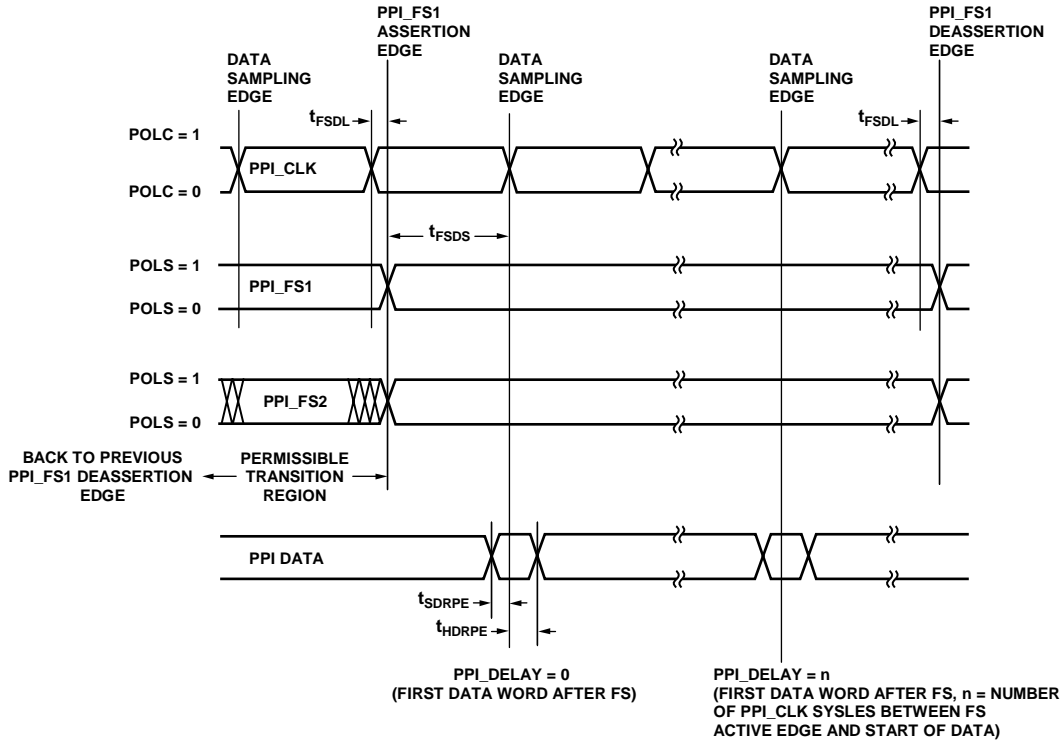 PPI_FS1
ASSERTION
EDGE
PPI_FS1
DEASSERTION
EDGE
DATA
SAMPLING
EDGE
DATA
SAMPLING
EDGE
DATA
SAMPLING
EDGE
tFSDL
tFSDL
POLC = 1
PPI_CLK
POLC = 0
tFSDS
POLS = 1
PPI_FS1
POLS = 0
POLS = 1
PPI_FS2
POLS = 0
BACK TO PREVIOUS
PPI_FS1 DEASSERTION
EDGE
PERMISSIBLE
TRANSITION
REGION
PPI DATA
tSDRPE
tHDRPE
PPI_DELAY = 0
(FIRST DATA WORD AFTER FS)
PPI_DELAY = n
(FIRST DATA WORD AFTER FS, n = NUMBER
OF PPI_CLK SYSLES BETWEEN FS
ACTIVE EDGE AND START OF DATA)